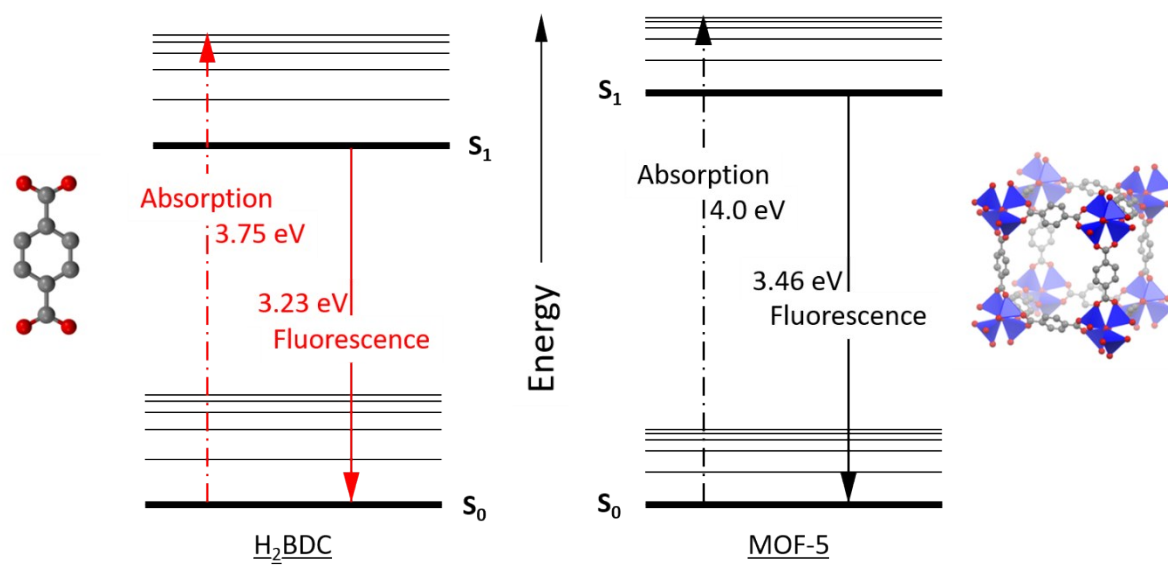 S₁
Absorption
3.75 eV
3.23 eV
Fluorescence
S₀
H₂BDC
Energy
S₁
Absorption
4.0 eV
3.46 eV
Fluorescence
S₀
MOF-5